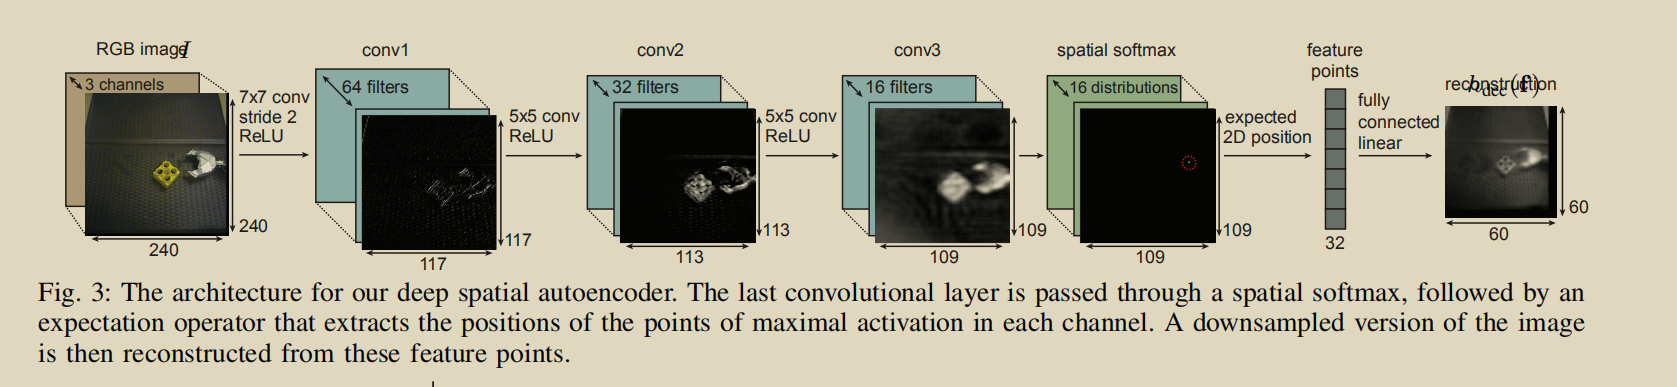 RGB image I
conv1
conv2
conv3
spatial softmax
feature
points
reconstruction
h_dec(f)
3 channels
64 filters
32 filters
16 filters
16 distributions
7x7 conv
stride 2
ReLU
5x5 conv
ReLU
5x5 conv
ReLU
expected
2D position
fully
connected
linear
240
240
117
117
113
113
109
109
109
109
32
60
60
Fig. 3: The architecture for our deep spatial autoencoder. The last convolutional layer is passed through a spatial softmax, followed by an
expectation operator that extracts the positions of the points of maximal activation in each channel. A downsampled version of the image
is then reconstructed from these feature points.